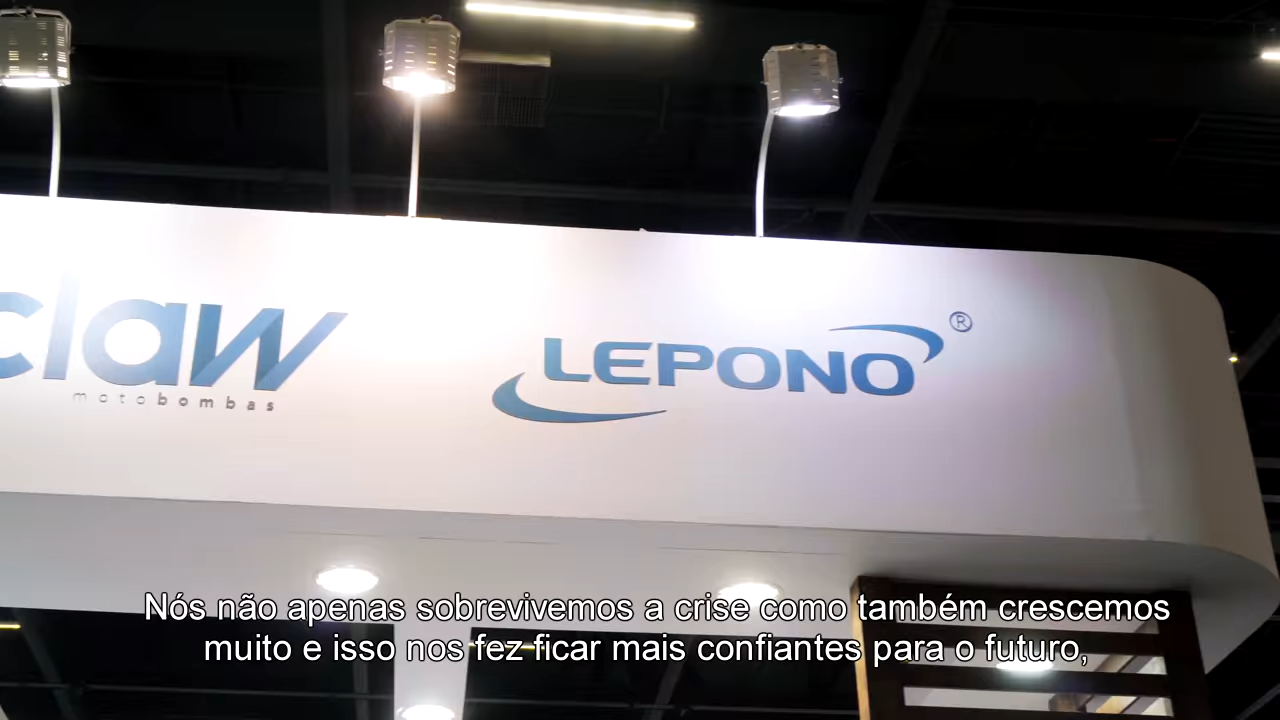 claw
motobombas
LEPONO®
Nós não apenas sobrevivemos a crise como também crescemos
muito e isso nos fez ficar mais confiantes para o futuro,